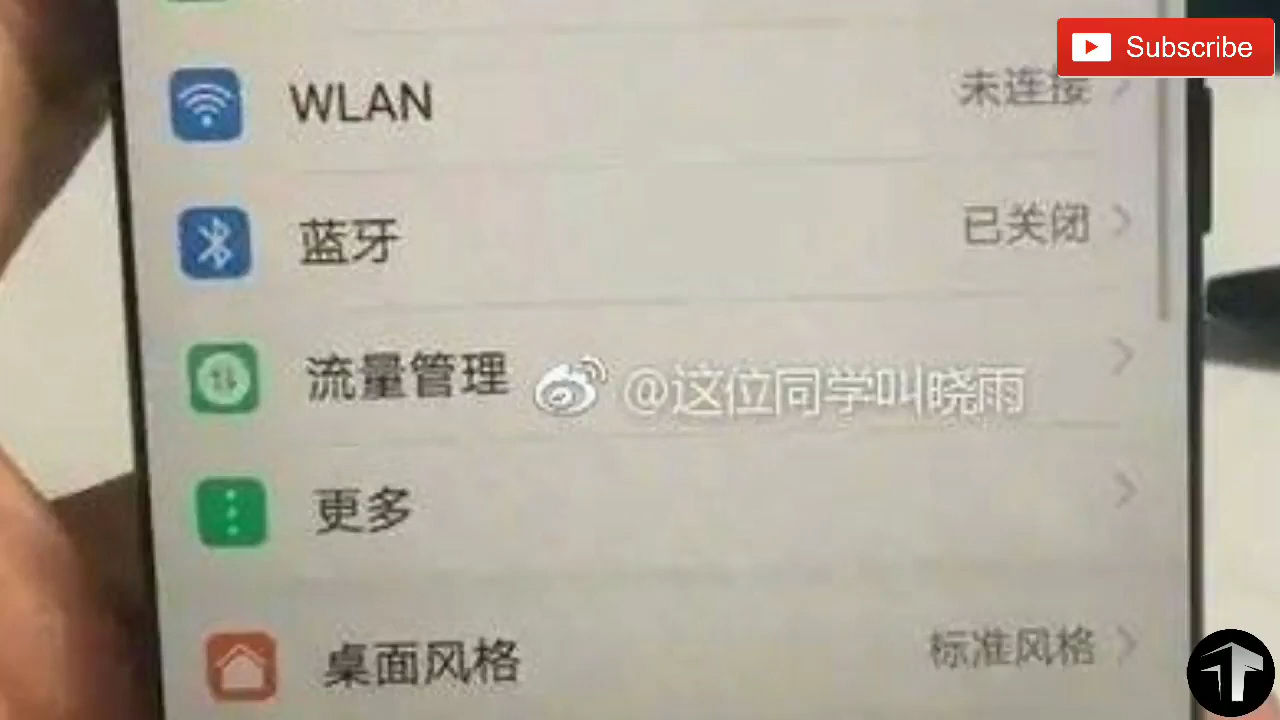 Subscribe
WLAN 未连接
蓝牙 已关闭
流量管理
@这位同学叫晓雨
更多
桌面风格 标准风格